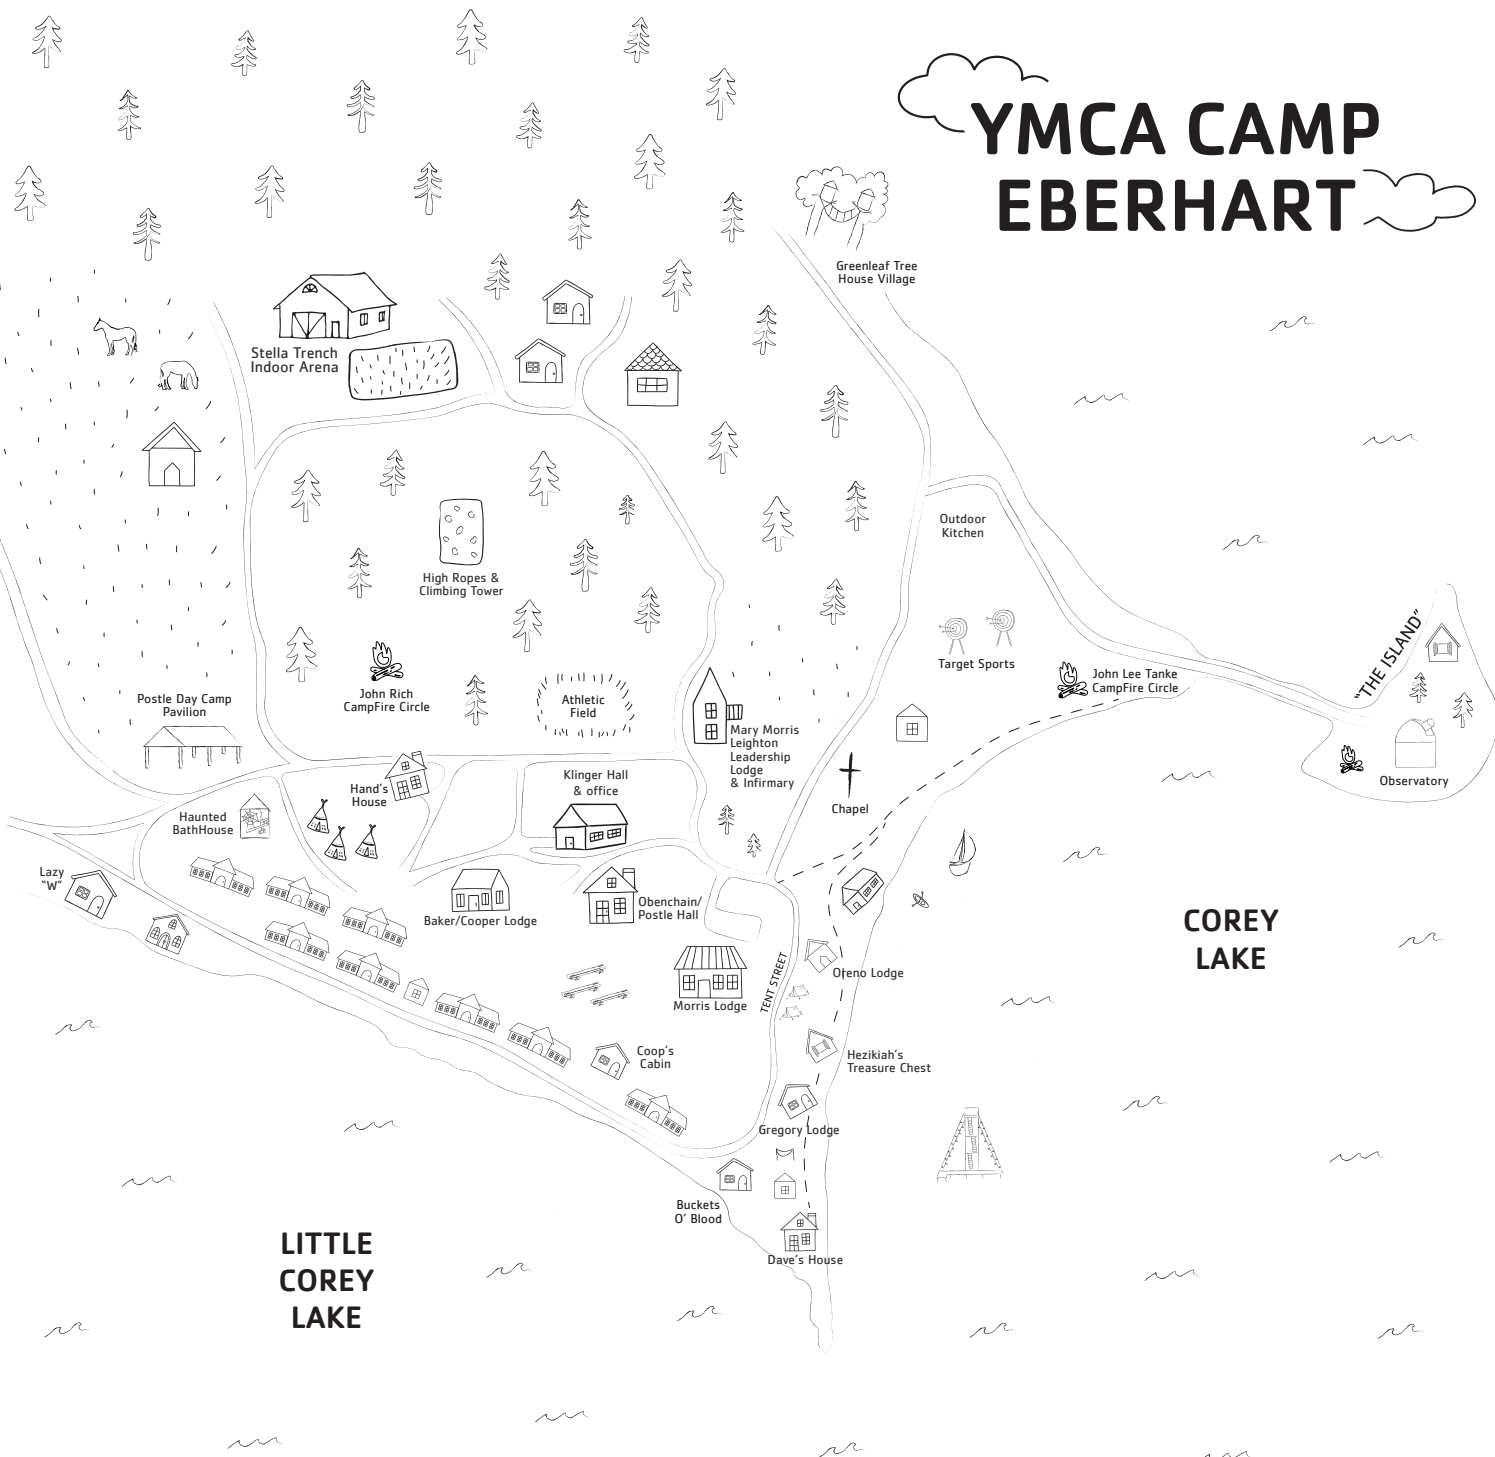 YMCA CAMP
EBERHART
Greenleaf Tree
House Village
Stella Trench
Indoor Arena
Outdoor
Kitchen
High Ropes &
Climbing Tower
Target Sports
"THE ISLAND"
John Lee Tanke
CampFire Circle
John Rich
CampFire Circle
Postle Day Camp
Pavilion
Athletic
Field
Mary Morris
Leighton
Leadership
Lodge
& Infirmary
Observatory
Klinger Hall
& office
Hand's
House
Chapel
Haunted
BathHouse
Lazy
"W"
Baker/Cooper Lodge
Obenchain/
Postle Hall
COREY
LAKE
TENT STREET
Oreno Lodge
Morris Lodge
Coop's
Cabin
Hezikiah's
Treasure Chest
Gregory Lodge
Buckets
O' Blood
Dave's House
LITTLE
COREY
LAKE